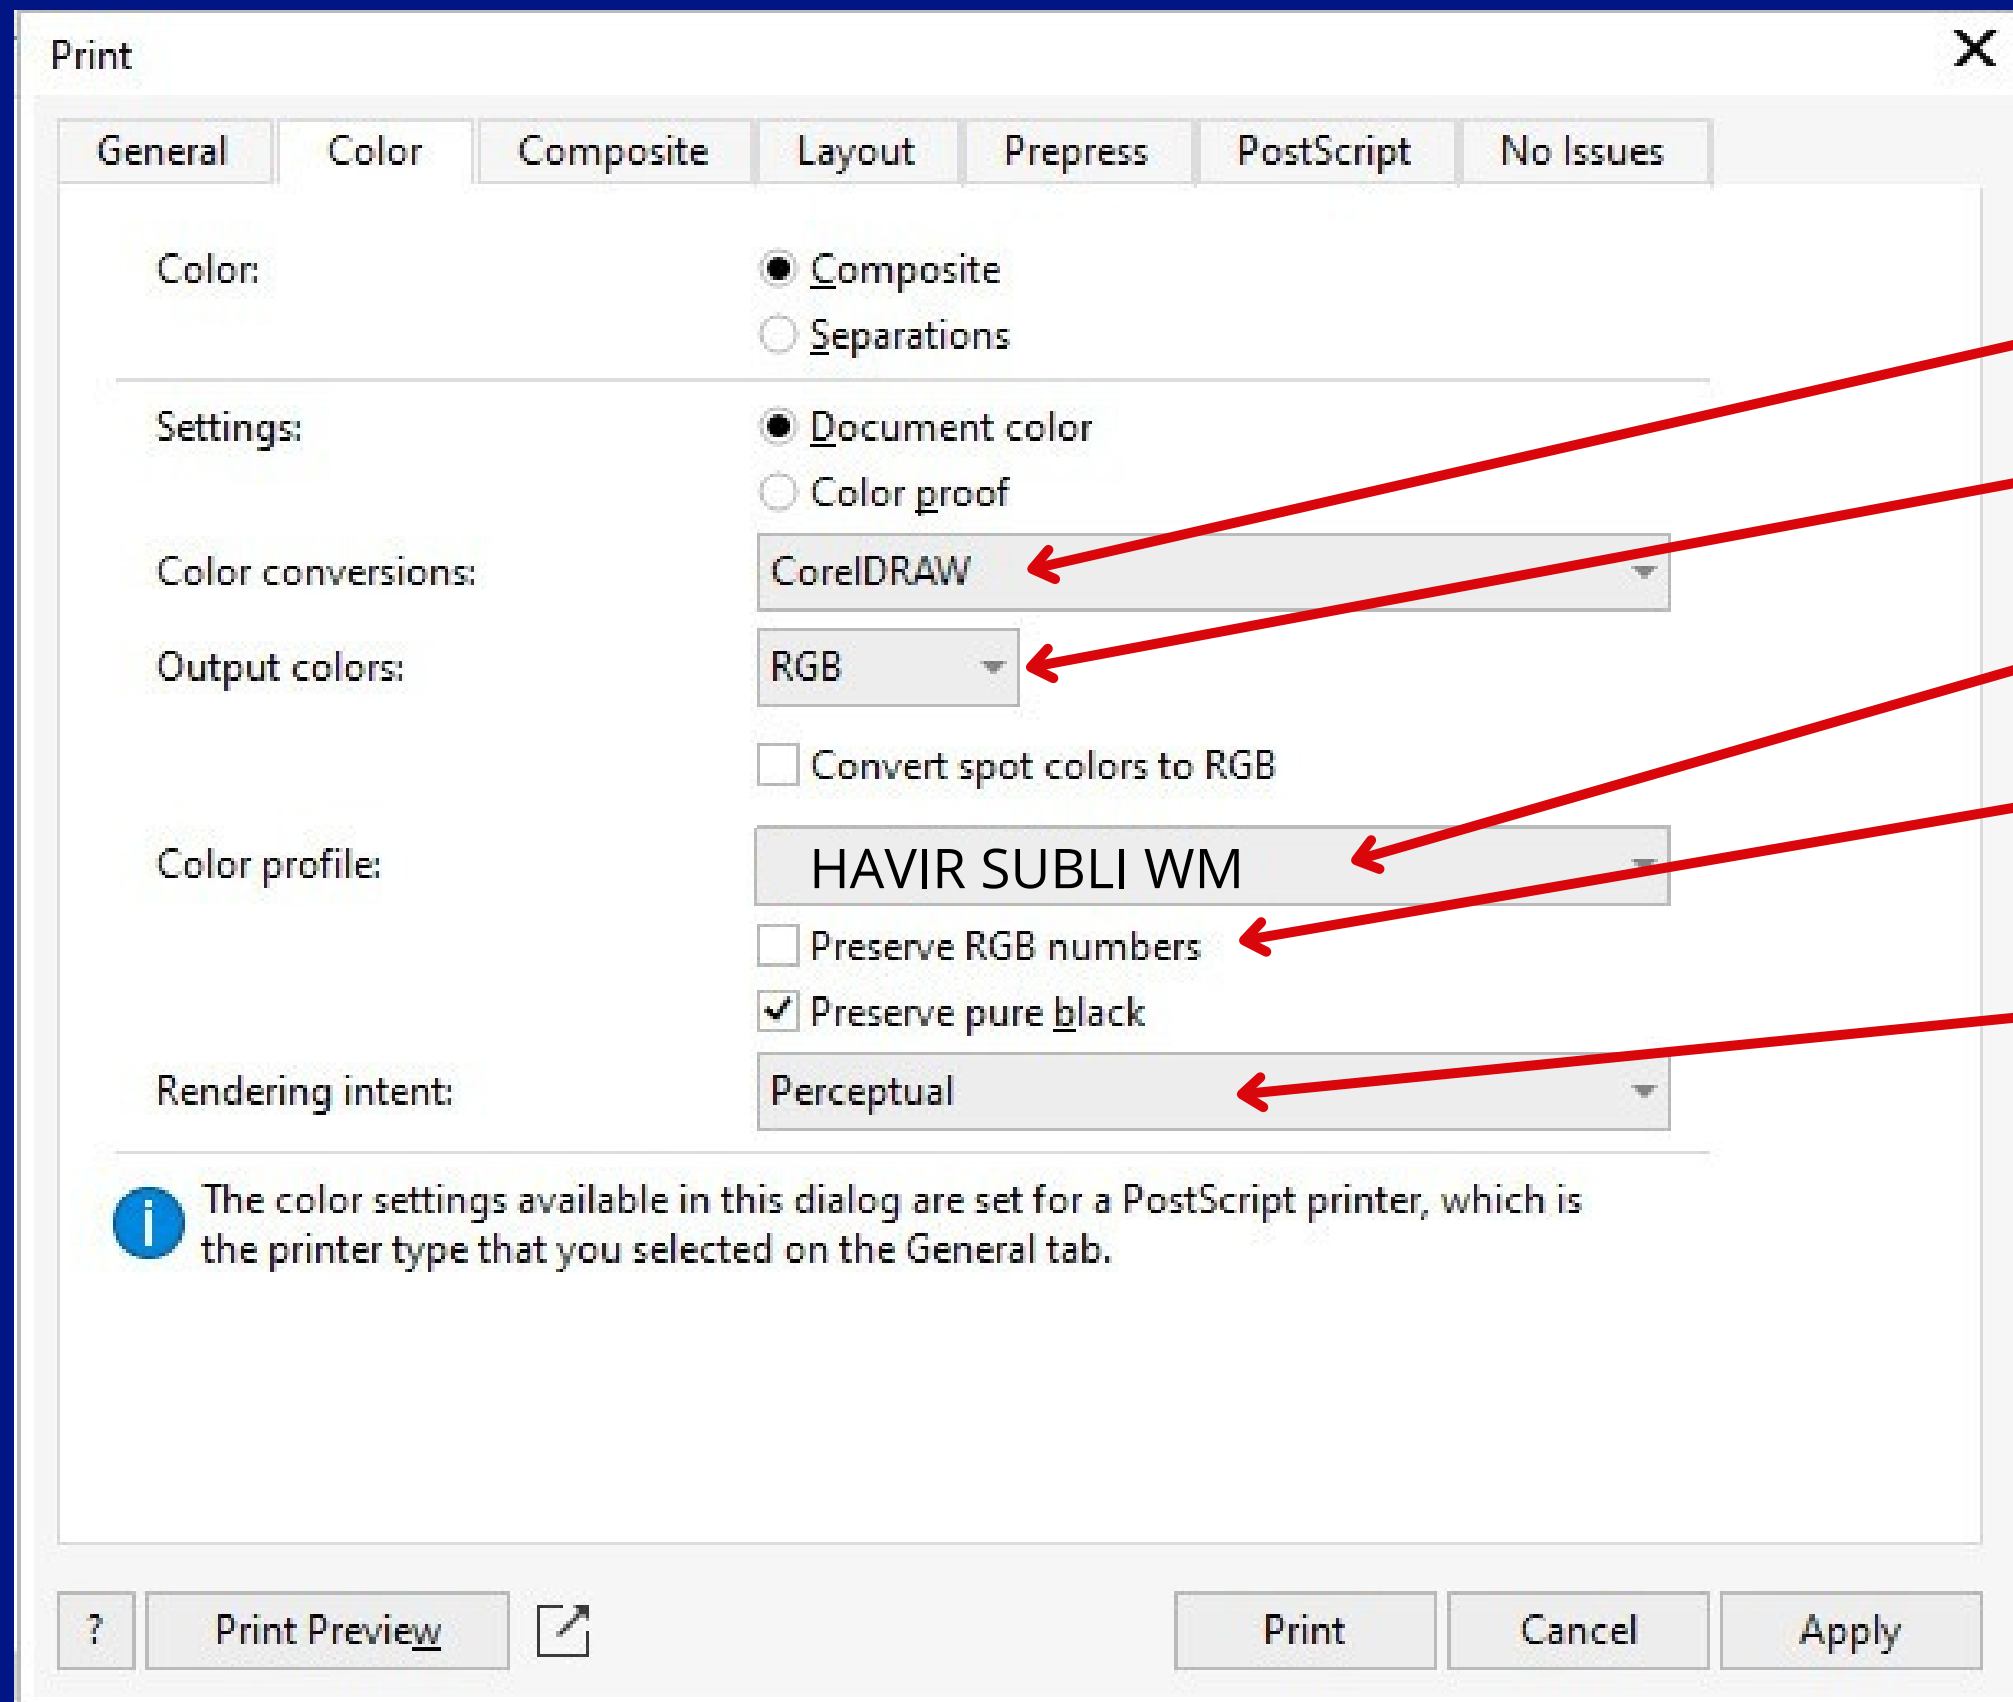 Print
General Color Composite Layout Prepress PostScript No Issues
Color: Composite
Separations
Settings: Document color
Color proof
Color conversions: CorelDRAW
Output colors: RGB
Convert spot colors to RGB
Color profile: HAVIR SUBLI WM
Preserve RGB numbers
Preserve pure black
Rendering intent: Perceptual
The color settings available in this dialog are set for a PostScript printer, which is
the printer type that you selected on the General tab.
? Print Preview Print Cancel Apply